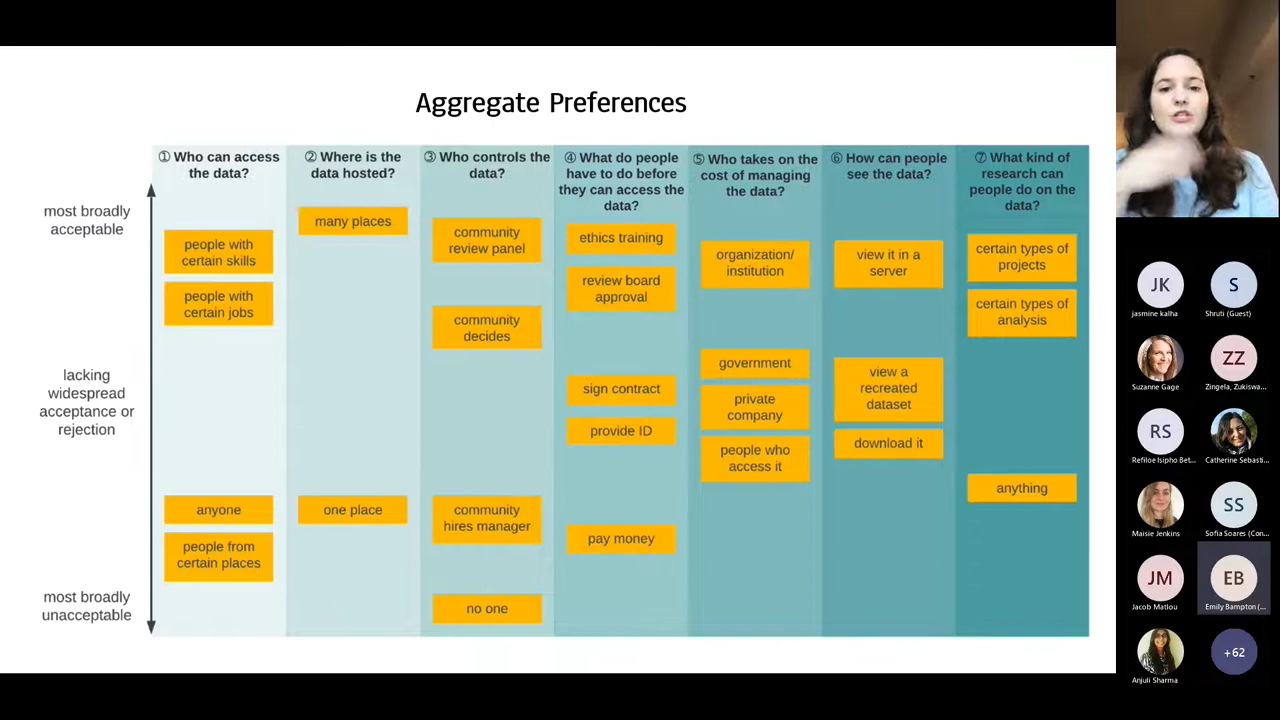 Aggregate Preferences
most broadly
acceptable
lacking
widespread
acceptance or
rejection
most broadly
unacceptable
① Who can access
the data?
people with
certain skills
people with
certain jobs
anyone
people from
certain places
② Where is the
data hosted?
many places
one place
③ Who controls the
data?
community
review panel
community
decides
community
hires manager
no one
④ What do people
have to do before
they can access the
data?
ethics training
review board
approval
sign contract
provide ID
pay money
⑤ Who takes on the
cost of managing
the data?
organization/
institution
government
private
company
people who
access it
⑥ How can people
see the data?
view it in a
server
view a
recreated
dataset
download it
⑦ What kind of
research can
people do on the
data?
certain types of
projects
certain types of
analysis
anything
JK
jasmine kalha
S
Shruti (Guest)
Suzanne Gage
ZZ
Zingela, Zukiswa...
RS
Refiloe Isipho Bet...
Catherine Sebasti...
Maisie Jenkins
SS
Sofia Soares (Con...
JM
Jacob Matlou
EB
Emily Bampton (...
Anjuli Sharma
+62